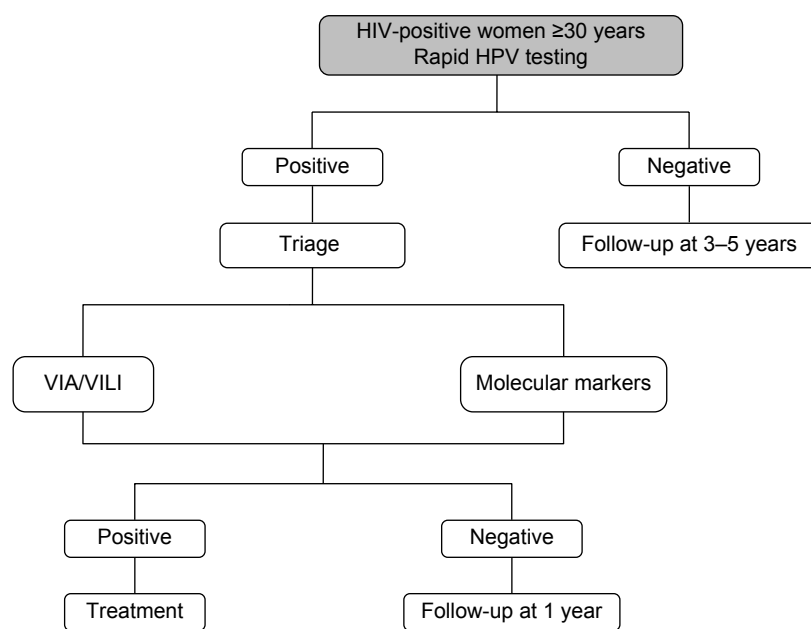 HIV-positive women ≥30 years
Rapid HPV testing
Positive
Negative
Triage
Follow-up at 3–5 years
VIA/VILI
Molecular markers
Positive
Negative
Treatment
Follow-up at 1 year